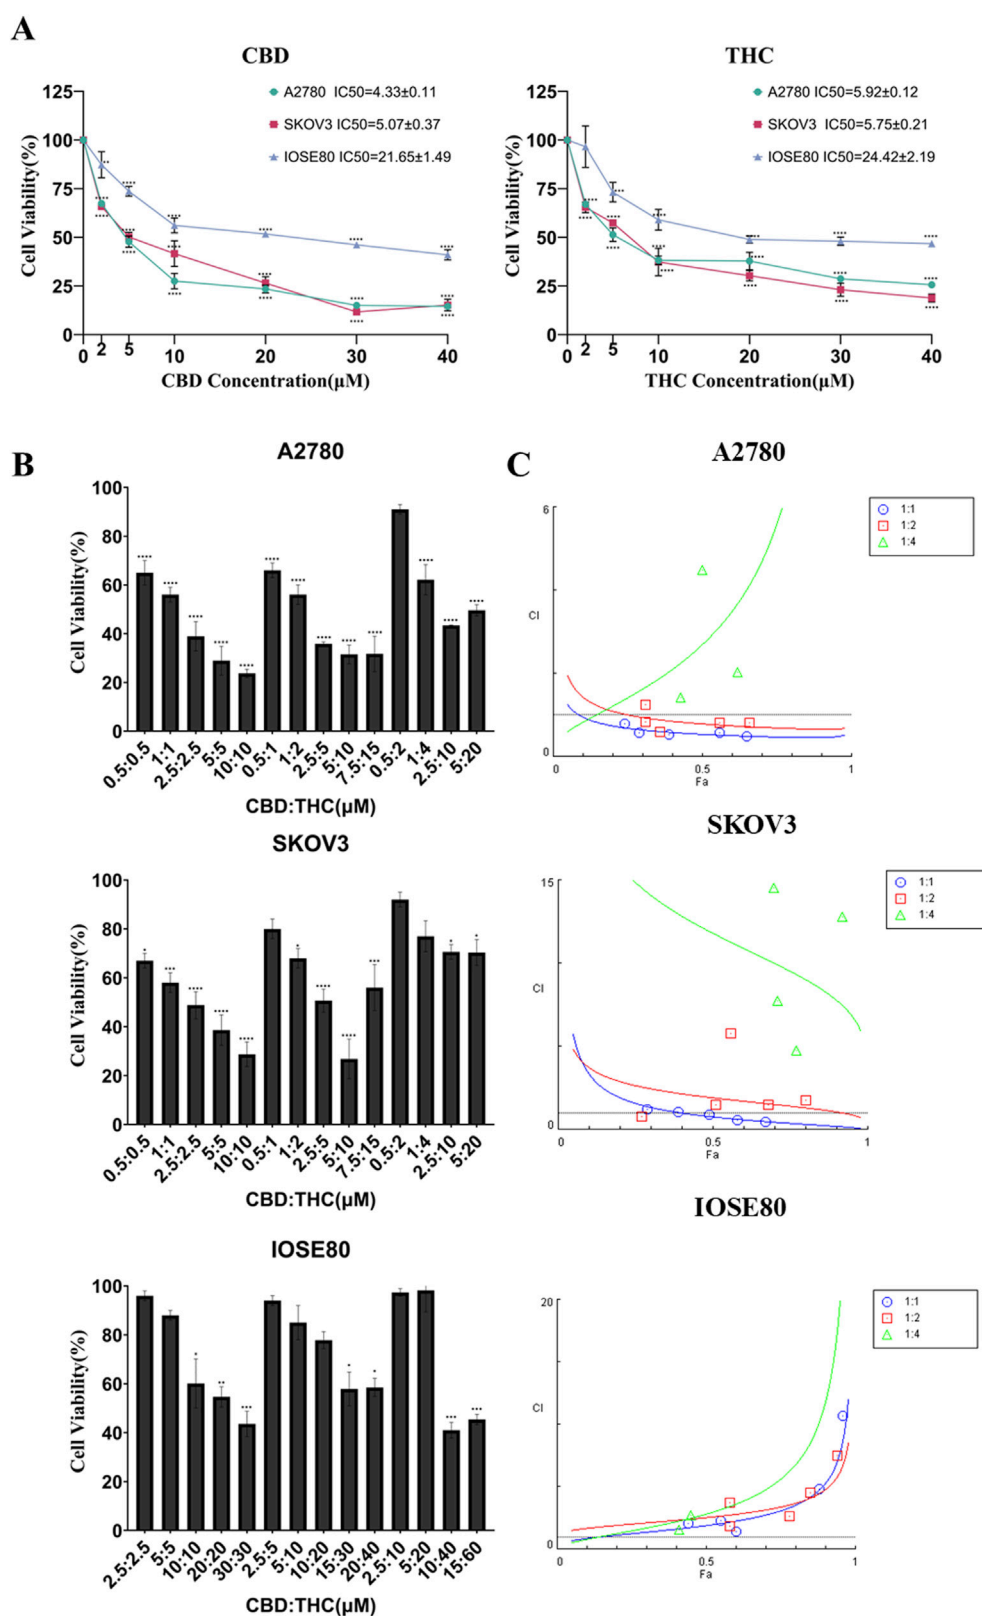 A
CBD
THC
125
100
75
50
25
0
Cell Viability(%)
A2780 IC50=4.33±0.11
SKOV3 IC50=5.07±0.37
IOSE80 IC50=21.65±1.49
0 2 5 10 20 30 40
CBD Concentration(μM)
125
100
75
50
25
0
Cell Viability(%)
A2780 IC50=5.92±0.12
SKOV3 IC50=5.75±0.21
IOSE80 IC50=24.42±2.19
0 2 5 10 20 30 40
THC Concentration(μM)
B
A2780
100
80
60
40
20
0
Cell Viability(%)
0.5:0.5 1:1 2.5:2.5 5:5 10:10 0.5:1 1:2 2.5:5 5:10 7.5:15 0.5:2 1:4 2.5:10 5:20
CBD:THC(μM)
C
A2780
6
CI
0
0 0.5 1
Fa
1:1
1:2
1:4
SKOV3
100
80
60
40
20
0
Cell Viability(%)
0.5:0.5 1:1 2.5:2.5 5:5 10:10 0.5:1 1:2 2.5:5 5:10 7.5:15 0.5:2 1:4 2.5:10 5:20
CBD:THC(μM)
SKOV3
15
CI
0
0 0.5 1
Fa
1:1
1:2
1:4
IOSE80
100
80
60
40
20
0
Cell Viability(%)
2.5:2.5 5:5 10:10 20:20 30:30 2.5:5 5:10 10:20 15:30 20:40 2.5:10 5:20 10:40 15:60
CBD:THC(μM)
IOSE80
20
CI
0
0 0.5 1
Fa
1:1
1:2
1:4